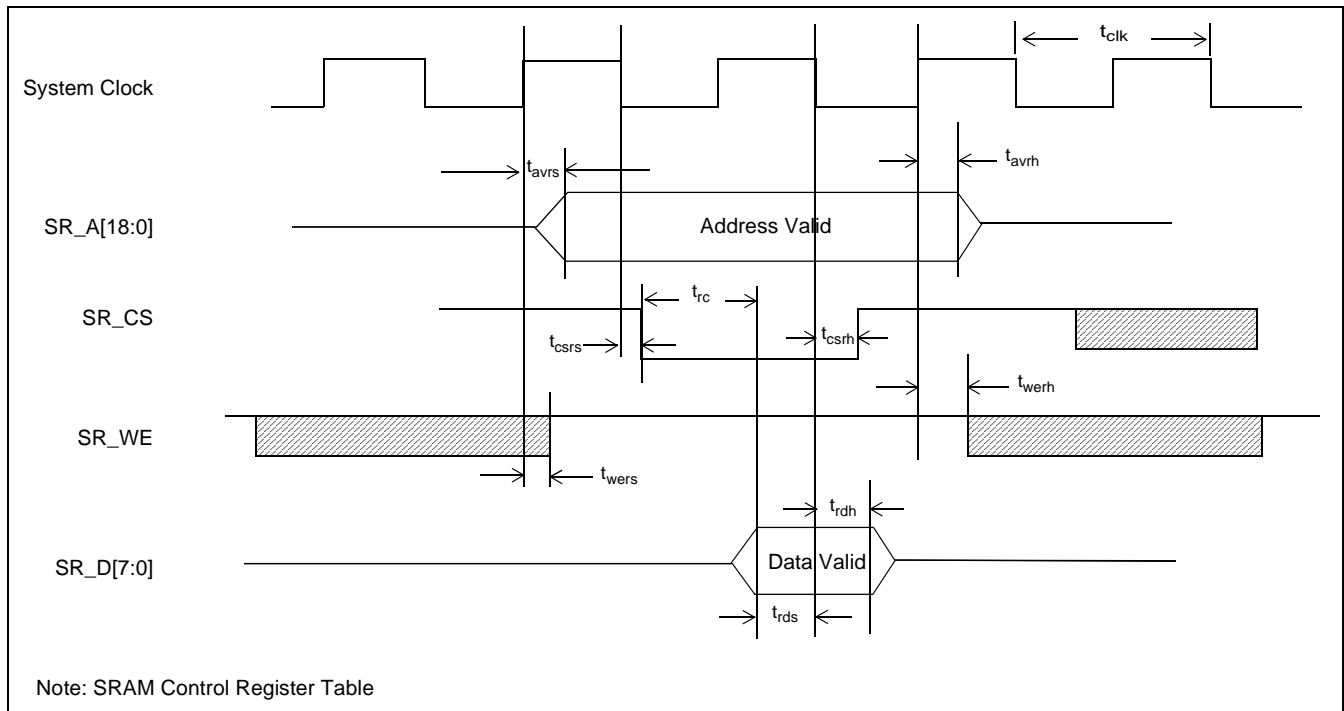 t_clk
System Clock
t_avrs
t_avrh
SR_A[18:0]
Address Valid
t_rc
SR_CS
t_csrs
t_csrh
t_werh
SR_WE
t_wers
t_rdh
SR_D[7:0]
Data Valid
t_rds
Note: SRAM Control Register Table